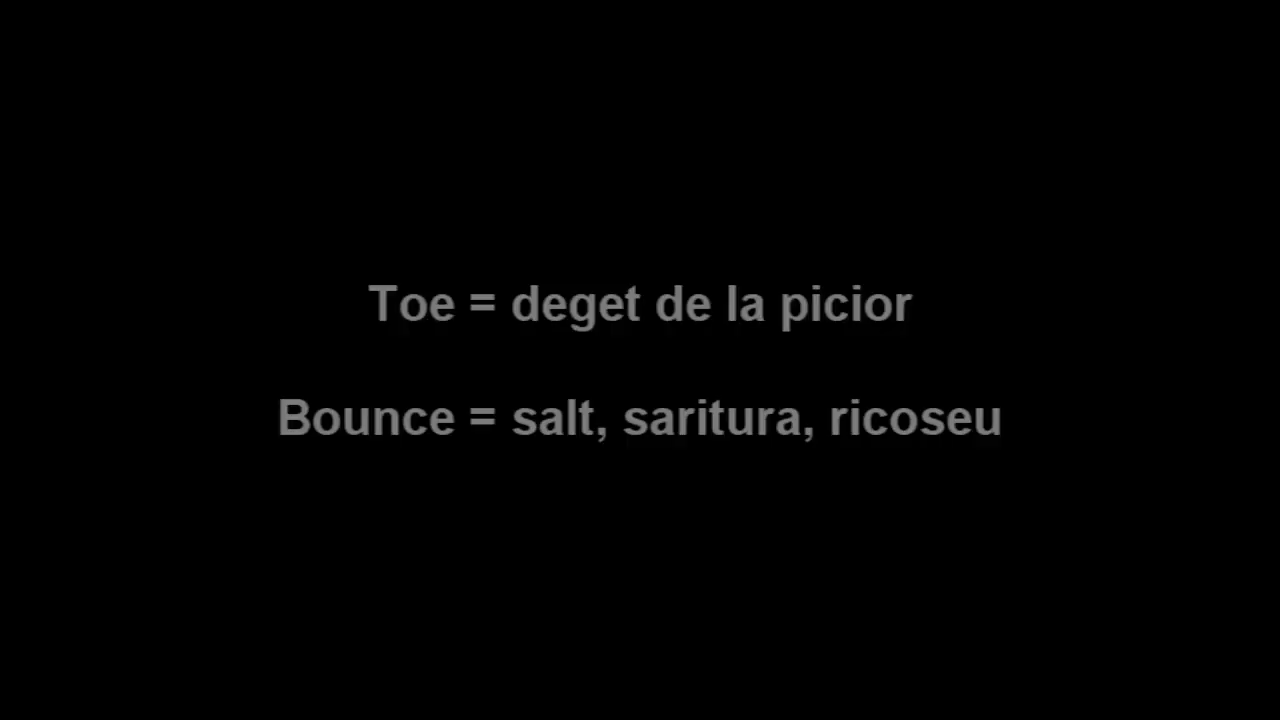 Toe = deget de la picior
Bounce = salt, saritura, ricoseu